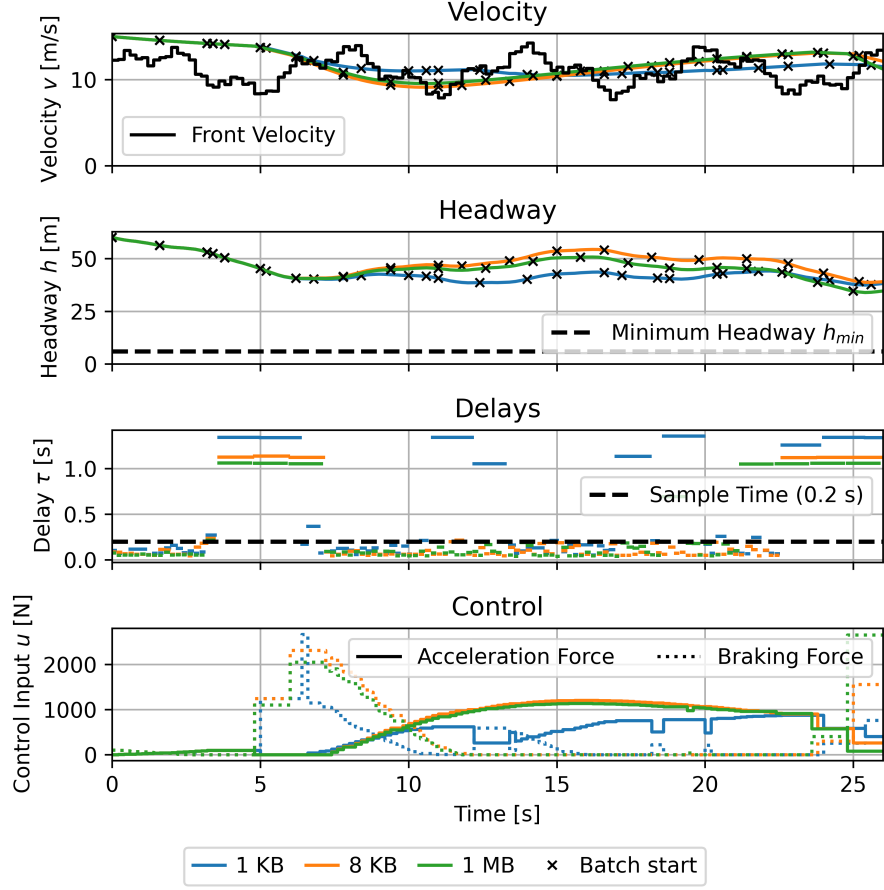 Velocity
Velocity v [m/s]
10
0
Front Velocity
Headway
Headway h [m]
50
25
0
Minimum Headway h_min
Delays
Delay τ [s]
1.0
0.5
0.0
Sample Time (0.2 s)
Control
Control Input u [N]
2000
1000
0
Acceleration Force Braking Force
0 5 10 15 20 25
Time [s]
1 KB 8 KB 1 MB Batch start